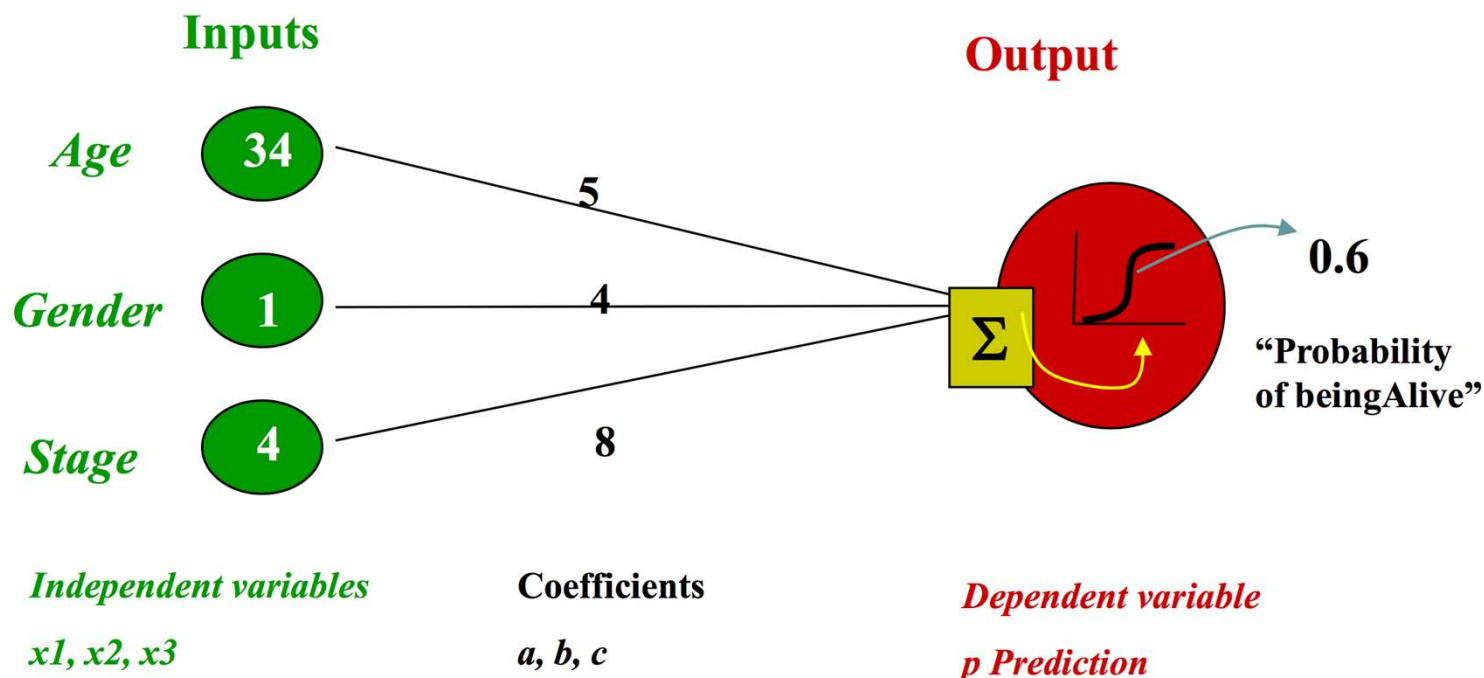 Inputs
Output
Age
34
5
Gender
1
4
Σ
0.6
“Probability
of beingAlive”
Stage
4
8
Independent variables
x1, x2, x3
Coefficients
a, b, c
Dependent variable
p Prediction